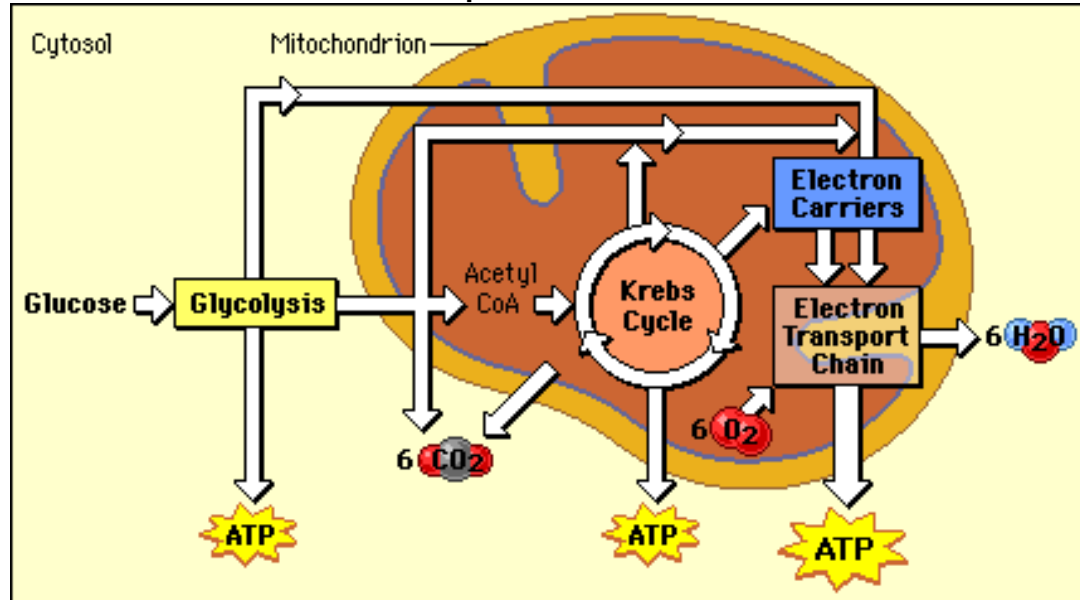 Cytosol
Mitochondrion
Electron
Carriers
Glucose
Glycolysis
Acetyl
CoA
Krebs
Cycle
Electron
Transport
Chain
6 H2O
6 O2
6 CO2
ATP
ATP
ATP